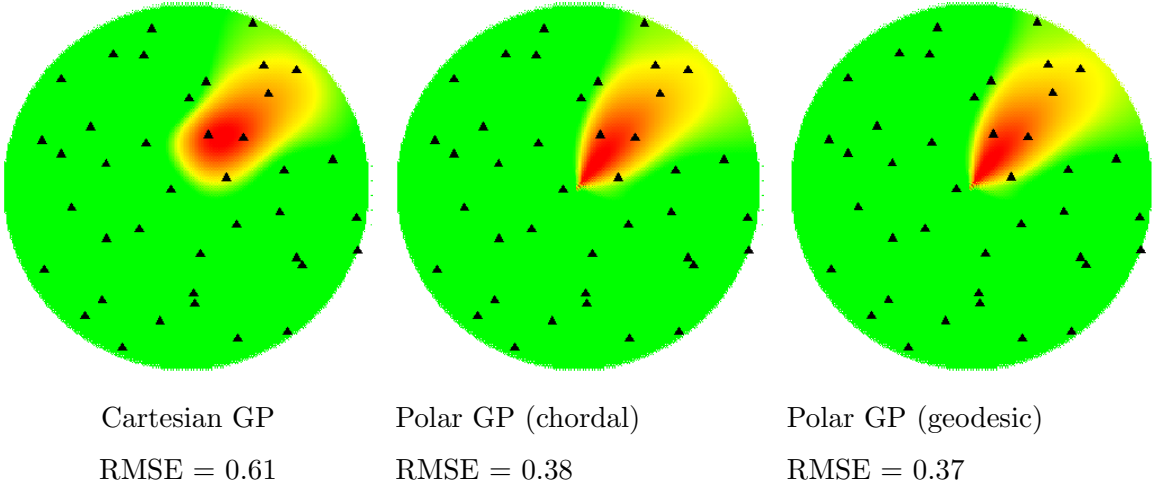 Cartesian GP
Polar GP (chordal)
Polar GP (geodesic)
RMSE = 0.61
RMSE = 0.38
RMSE = 0.37